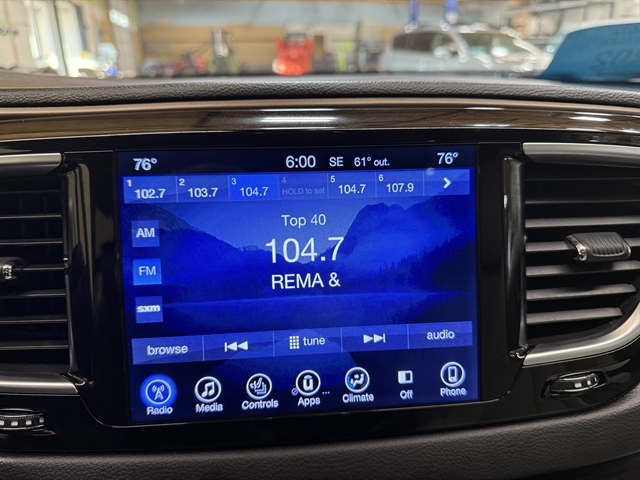 76° 6:00 SE 61° out. 76°
1 102.7 2 103.7 3 104.7 4 HOLD to set 5 104.7 6 107.9
Top 40
AM
104.7
FM
REMA &
sxm
browse tune audio
Radio Media Controls Apps ... Climate Off Phone